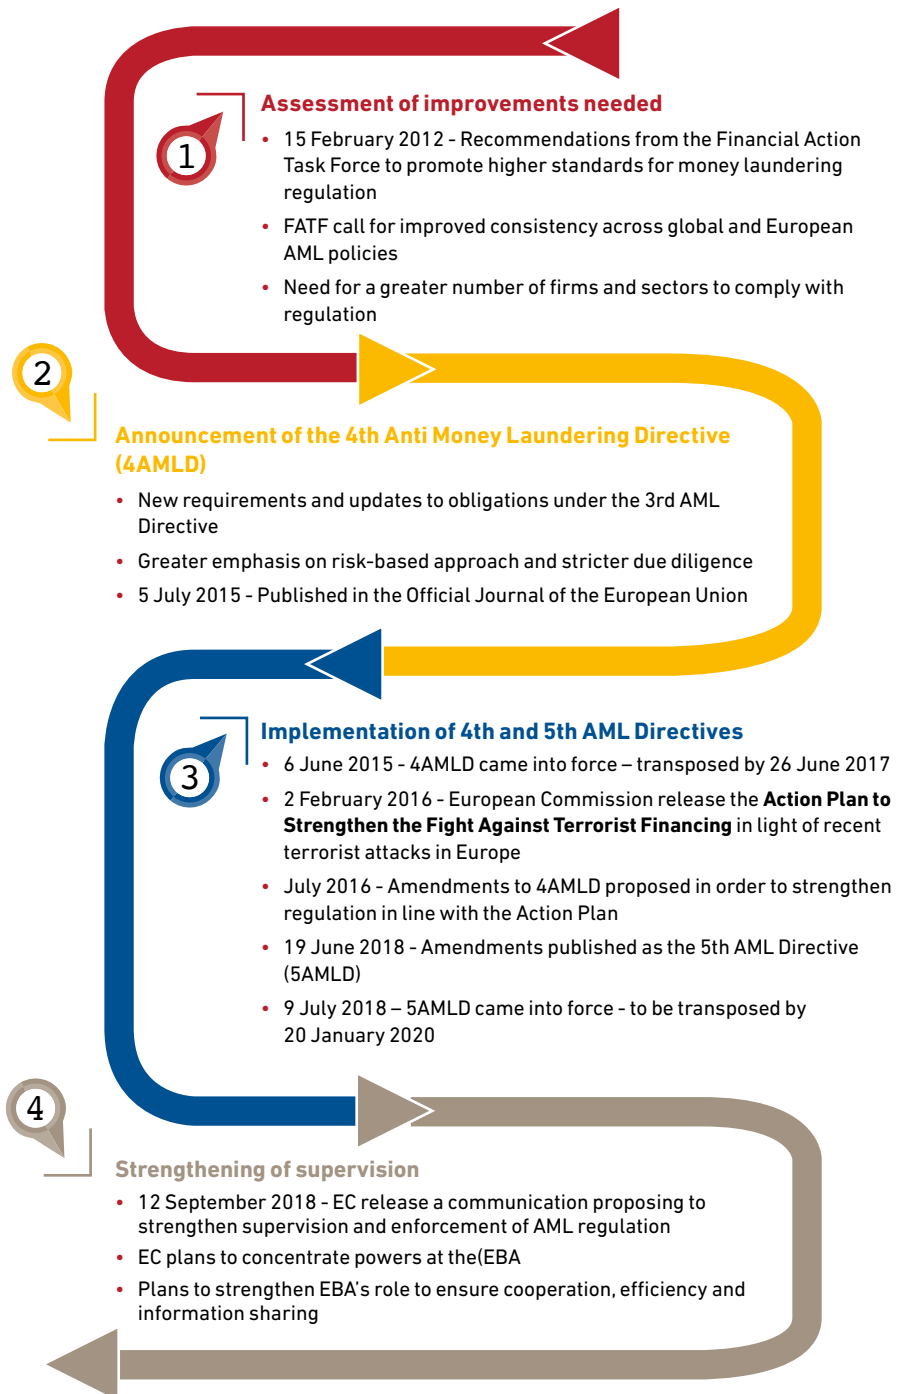 1
Assessment of improvements needed
• 15 February 2012 - Recommendations from the Financial Action
Task Force to promote higher standards for money laundering
regulation
• FATF call for improved consistency across global and European
AML policies
• Need for a greater number of firms and sectors to comply with
regulation
2
Announcement of the 4th Anti Money Laundering Directive
(4AMLD)
• New requirements and updates to obligations under the 3rd AML
Directive
• Greater emphasis on risk-based approach and stricter due diligence
• 5 July 2015 - Published in the Official Journal of the European Union
3
Implementation of 4th and 5th AML Directives
• 6 June 2015 - 4AMLD came into force – transposed by 26 June 2017
• 2 February 2016 - European Commission release the Action Plan to
Strengthen the Fight Against Terrorist Financing in light of recent
terrorist attacks in Europe
• July 2016 - Amendments to 4AMLD proposed in order to strengthen
regulation in line with the Action Plan
• 19 June 2018 - Amendments published as the 5th AML Directive
(5AMLD)
• 9 July 2018 – 5AMLD came into force - to be transposed by
20 January 2020
4
Strengthening of supervision
• 12 September 2018 - EC release a communication proposing to
strengthen supervision and enforcement of AML regulation
• EC plans to concentrate powers at the(EBA
• Plans to strengthen EBA’s role to ensure cooperation, efficiency and
information sharing